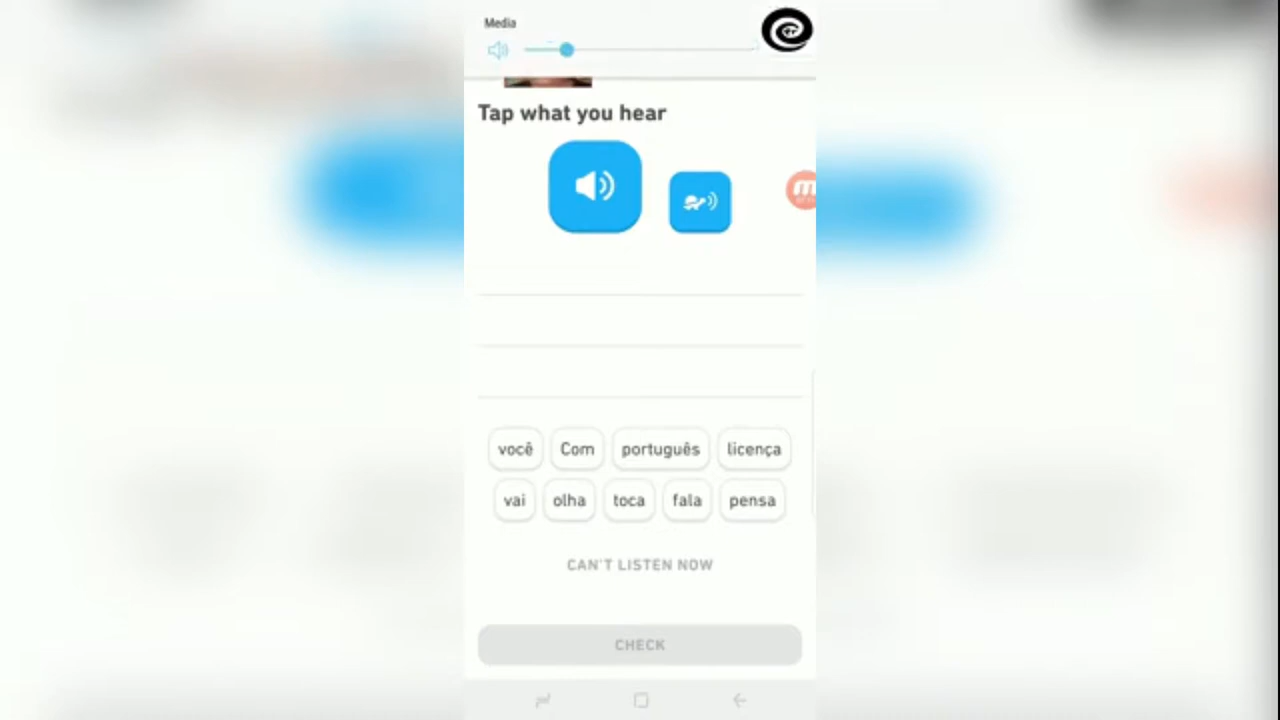 Media
Tap what you hear
você Com português licença
vai olha toca fala pensa
CAN'T LISTEN NOW
CHECK